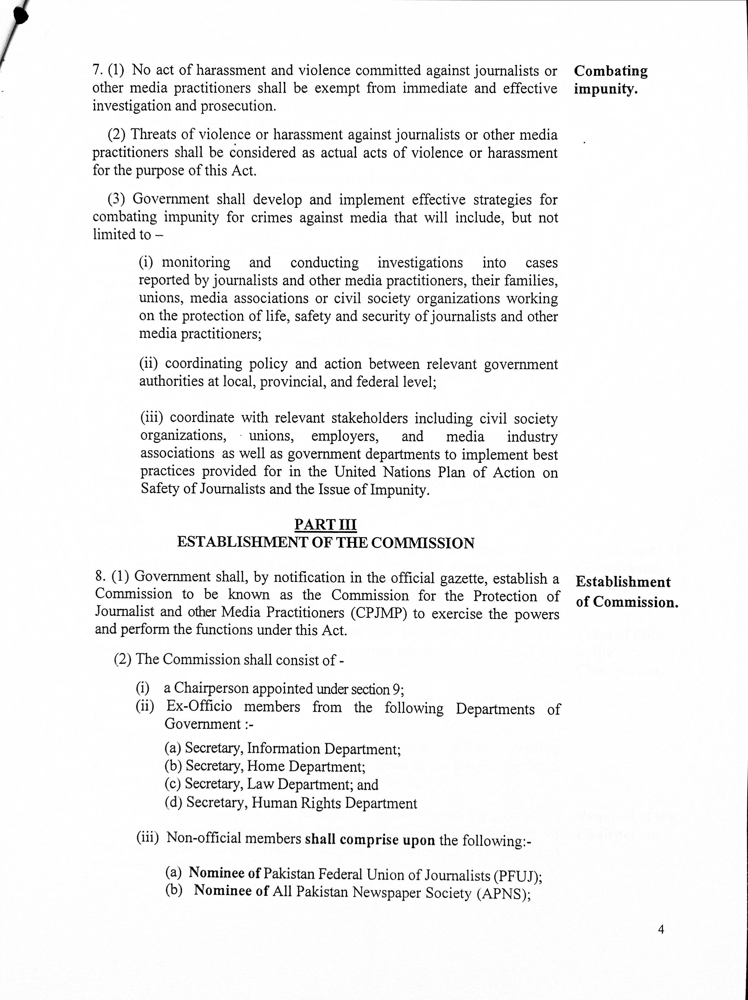 7. (1) No act of harassment and violence committed against journalists or
other media practitioners shall be exempt from immediate and effective
investigation and prosecution.
Combating
impunity.
(2) Threats of violence or harassment against journalists or other media
practitioners shall be considered as actual acts of violence or harassment
for the purpose of this Act.
(3) Government shall develop and implement effective strategies for
combating impunity for crimes against media that will include, but not
limited to –
(i) monitoring and conducting investigations into cases
reported by journalists and other media practitioners, their families,
unions, media associations or civil society organizations working
on the protection of life, safety and security of journalists and other
media practitioners;
(ii) coordinating policy and action between relevant government
authorities at local, provincial, and federal level;
(iii) coordinate with relevant stakeholders including civil society
organizations, unions, employers, and media industry
associations as well as government departments to implement best
practices provided for in the United Nations Plan of Action on
Safety of Journalists and the Issue of Impunity.
PART III
ESTABLISHMENT OF THE COMMISSION
8. (1) Government shall, by notification in the official gazette, establish a
Commission to be known as the Commission for the Protection of
Journalist and other Media Practitioners (CPJMP) to exercise the powers
and perform the functions under this Act.
Establishment
of Commission.
(2) The Commission shall consist of -
(i) a Chairperson appointed under section 9;
(ii) Ex-Officio members from the following Departments of
Government :-
(a) Secretary, Information Department;
(b) Secretary, Home Department;
(c) Secretary, Law Department; and
(d) Secretary, Human Rights Department
(iii) Non-official members shall comprise upon the following:-
(a) Nominee of Pakistan Federal Union of Journalists (PFUJ);
(b) Nominee of All Pakistan Newspaper Society (APNS);
4